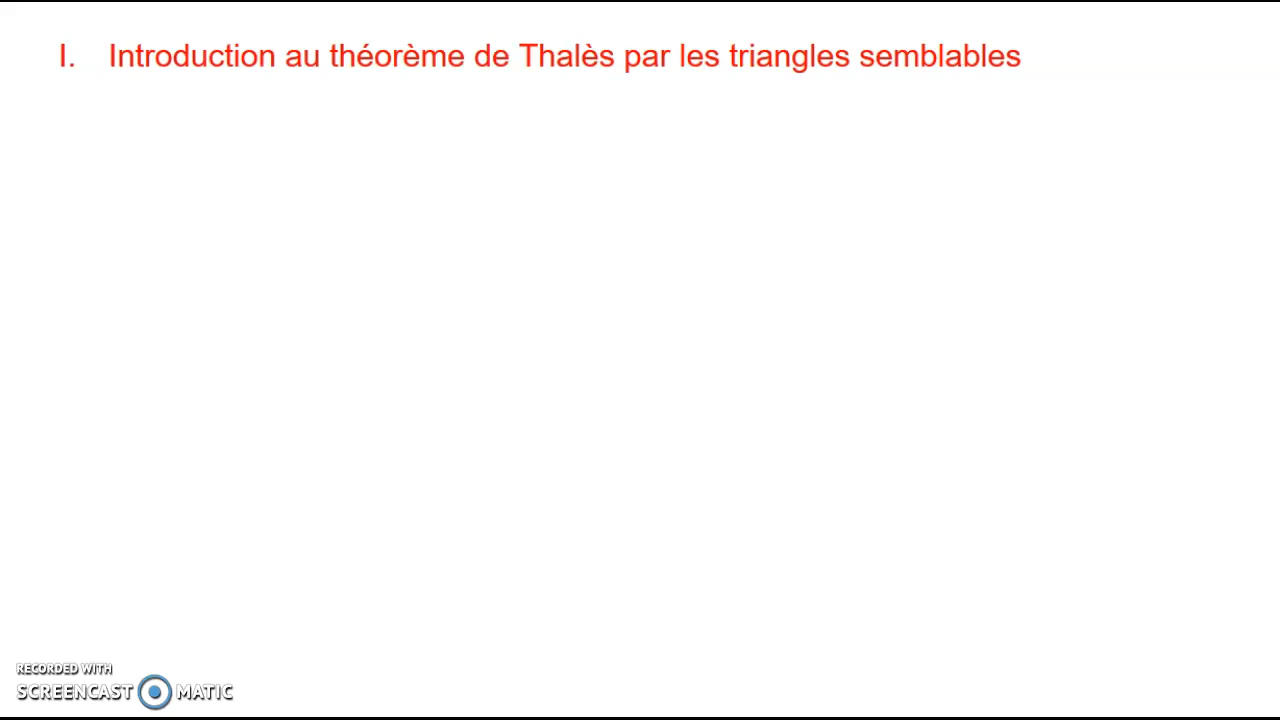 I. Introduction au théorème de Thalès par les triangles semblables
RECORDED WITH
SCREENCAST MATIC